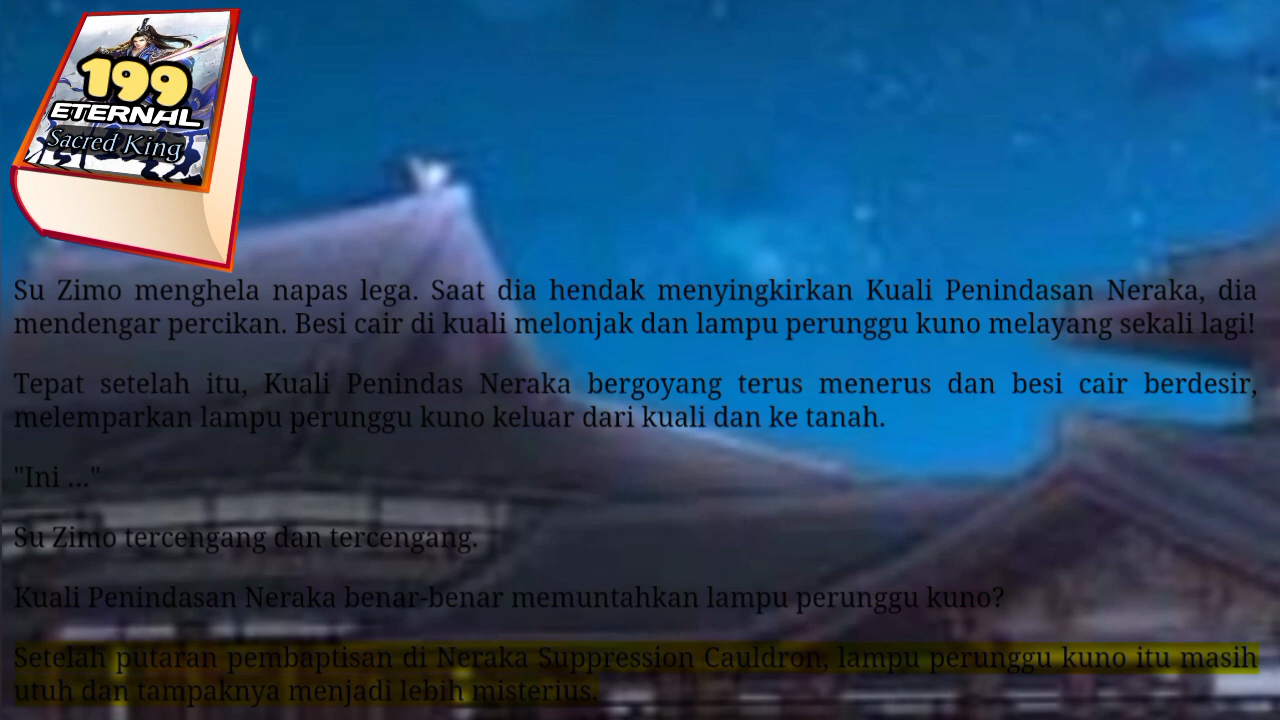 199
ETERNAL
Sacred King
Su Zimo menghela napas lega. Saat dia hendak menyingkirkan Kuali Penindasan Neraka, dia
mendengar percikan. Besi cair di kuali melonjak dan lampu perunggu kuno melayang sekali lagi!
Tepat setelah itu, Kuali Penindas Neraka bergoyang terus menerus dan besi cair berdesir,
melemparkan lampu perunggu kuno keluar dari kuali dan ke tanah.
"Ini ..."
Su Zimo tercengang dan tercengang.
Kuali Penindasan Neraka benar-benar memuntahkan lampu perunggu kuno?
Setelah putaran pembaptisan di Neraka Suppression Cauldron, lampu perunggu kuno itu masih
utuh dan tampaknya menjadi lebih misterius.